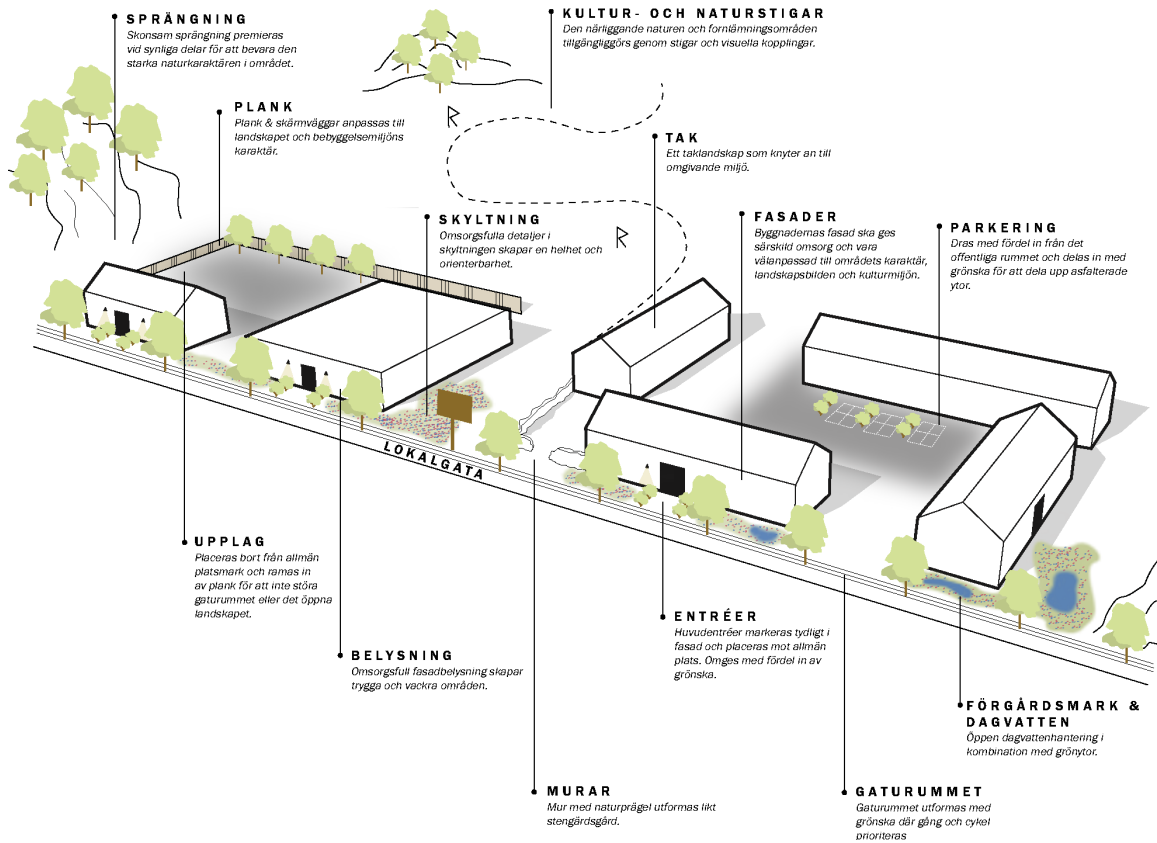 SPRÄNGNING
Skonsam sprängning premieras
vid synliga delar för att bevara den
starka naturkaraktären i området.
KULTUR- OCH NATURSTIGAR
Den närliggande naturen och fornlämningsområden
tillgängliggörs genom stigar och visuella kopplingar.
PLANK
Plank & skärmväggar anpassas till
landskapet och bebyggelsemiljöns
karaktär.
TAK
Ett taklandskap som knyter an till
omgivande miljö.
SKYLTNING
Omsorgsfulla detaljer i
skyltningen skapar en helhet och
orienterbarhet.
FASADER
Byggnadernas fasad ska ges
särskild omsorg och vara
välanpassad till områdets karaktär,
landskapsbilden och kulturmiljön.
PARKERING
Dras med fördel in från det
offentliga rummet och delas in med
grönska för att dela upp asfalterade
ytor.
R
R
LOKALGATA
UPPLAG
Placeras bort från allmän
platsmark och ramas in
av plank för att inte störa
gaturummet eller det öppna
landskapet.
BELYSNING
Omsorgsfull fasadbelysning skapar
trygga och vackra områden.
ENTRÉER
Huvudentréer markeras tydligt i
fasad och placeras mot allmän
plats. Omges med fördel in av
grönska.
FÖRGÅRDSMARK &
DAGVATTEN
Öppen dagvattenhantering i
kombination med grönytor.
MURAR
Mur med naturprägel utformas likt
stengärdsgård.
GATURUMMET
Gaturummet utformas med
grönska där gång och cykel
prioriteras